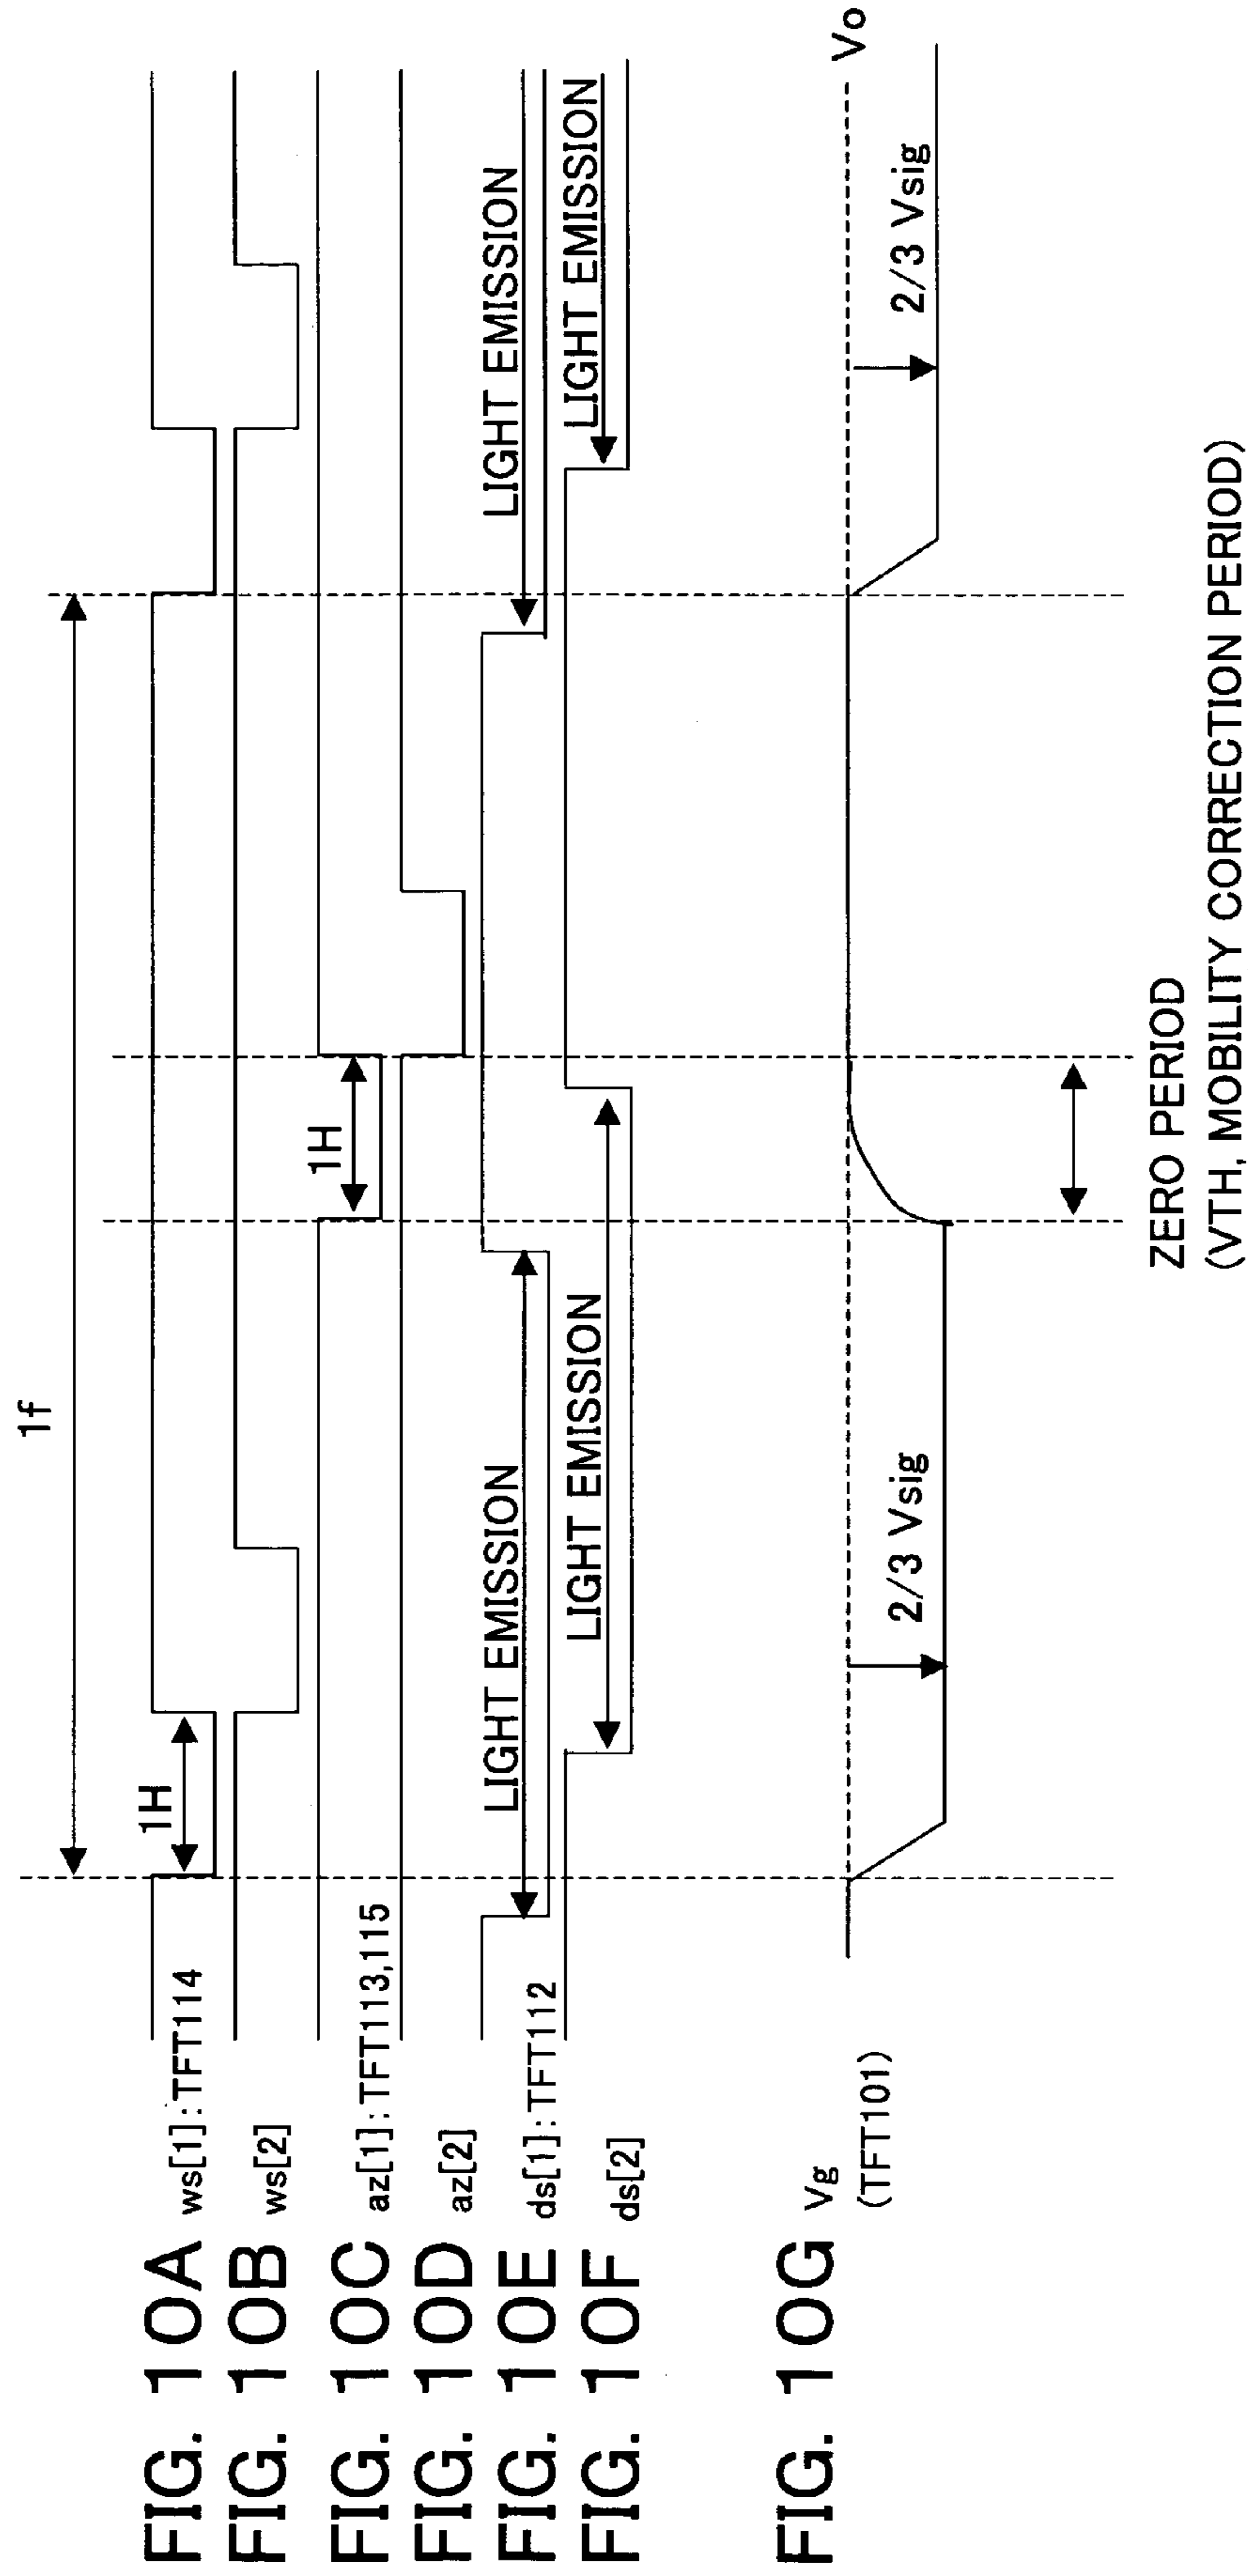 1f
FIG. 10A ws[1]:TFT114
1H
FIG. 10B ws[2]
FIG. 10C az[1]:TFT113,115
1H
FIG. 10D az[2]
FIG. 10E ds[1]:TFT112
LIGHT EMISSION
LIGHT EMISSION
FIG. 10F ds[2]
LIGHT EMISSION
LIGHT EMISSION
FIG. 10G Vg
(TFT101)
Vo
2/3 Vsig
2/3 Vsig
ZERO PERIOD
(VTH, MOBILITY CORRECTION PERIOD)